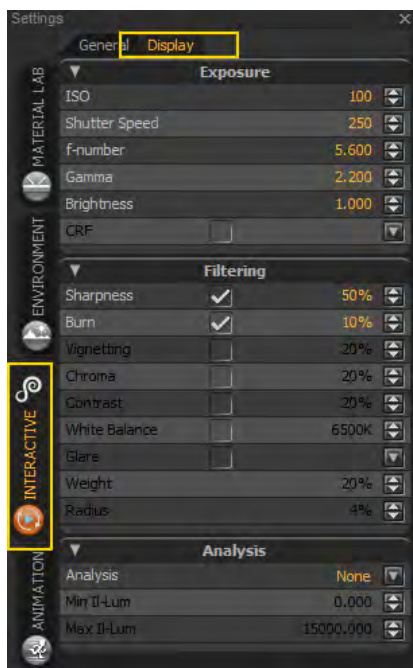 Settings
General Display
MATERIAL LAB
ENVIRONMENT
INTERACTIVE
ANIMATION
Exposure
ISO 100
Shutter Speed 250
f-number 5.600
Gamma 2.200
Brightness 1.000
CRF
Filtering
Sharpness 50%
Burn 10%
Vignetting 20%
Chroma 20%
Contrast 20%
White Balance 6500K
Glare
Weight 20%
Radius 4%
Analysis
Analysis None
Min Il-Lum 0.000
Max Il-Lum 15000.000